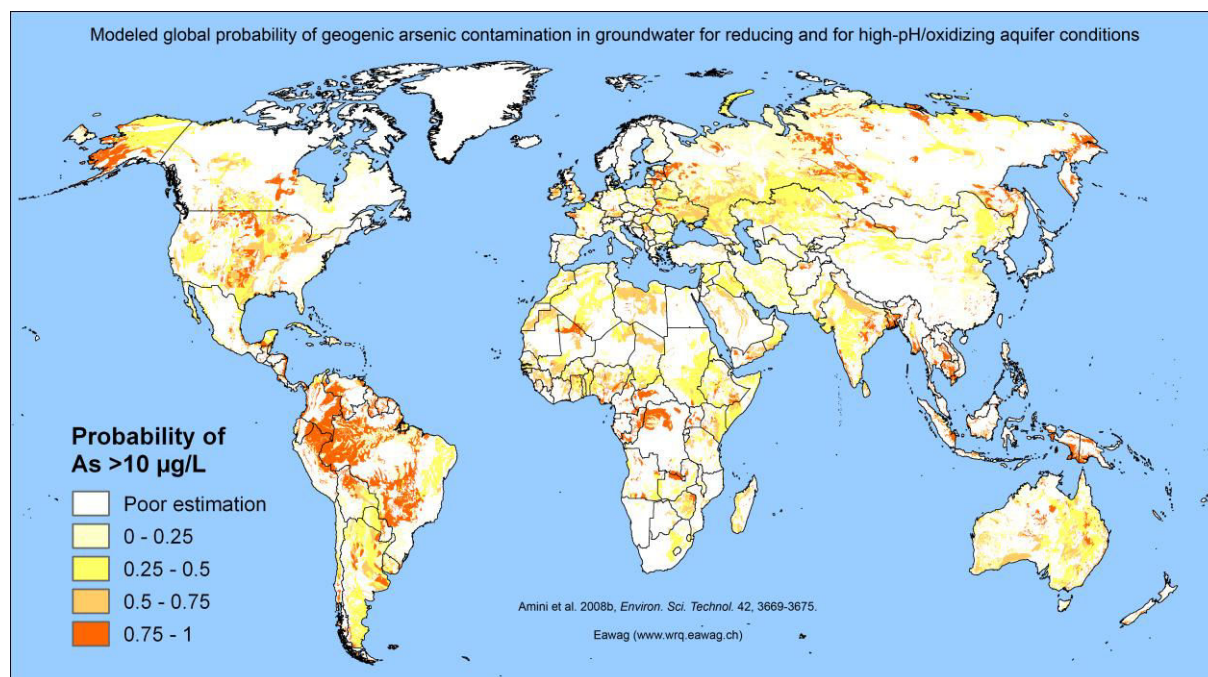 Modeled global probability of geogenic arsenic contamination in groundwater for reducing and for high-pH/oxidizing aquifer conditions
Probability of
As >10 µg/L
Poor estimation
0 - 0.25
0.25 - 0.5
0.5 - 0.75
0.75 - 1
Amini et al. 2008b, Environ. Sci. Technol. 42, 3669-3675.
Eawag (www.wrq.eawag.ch)